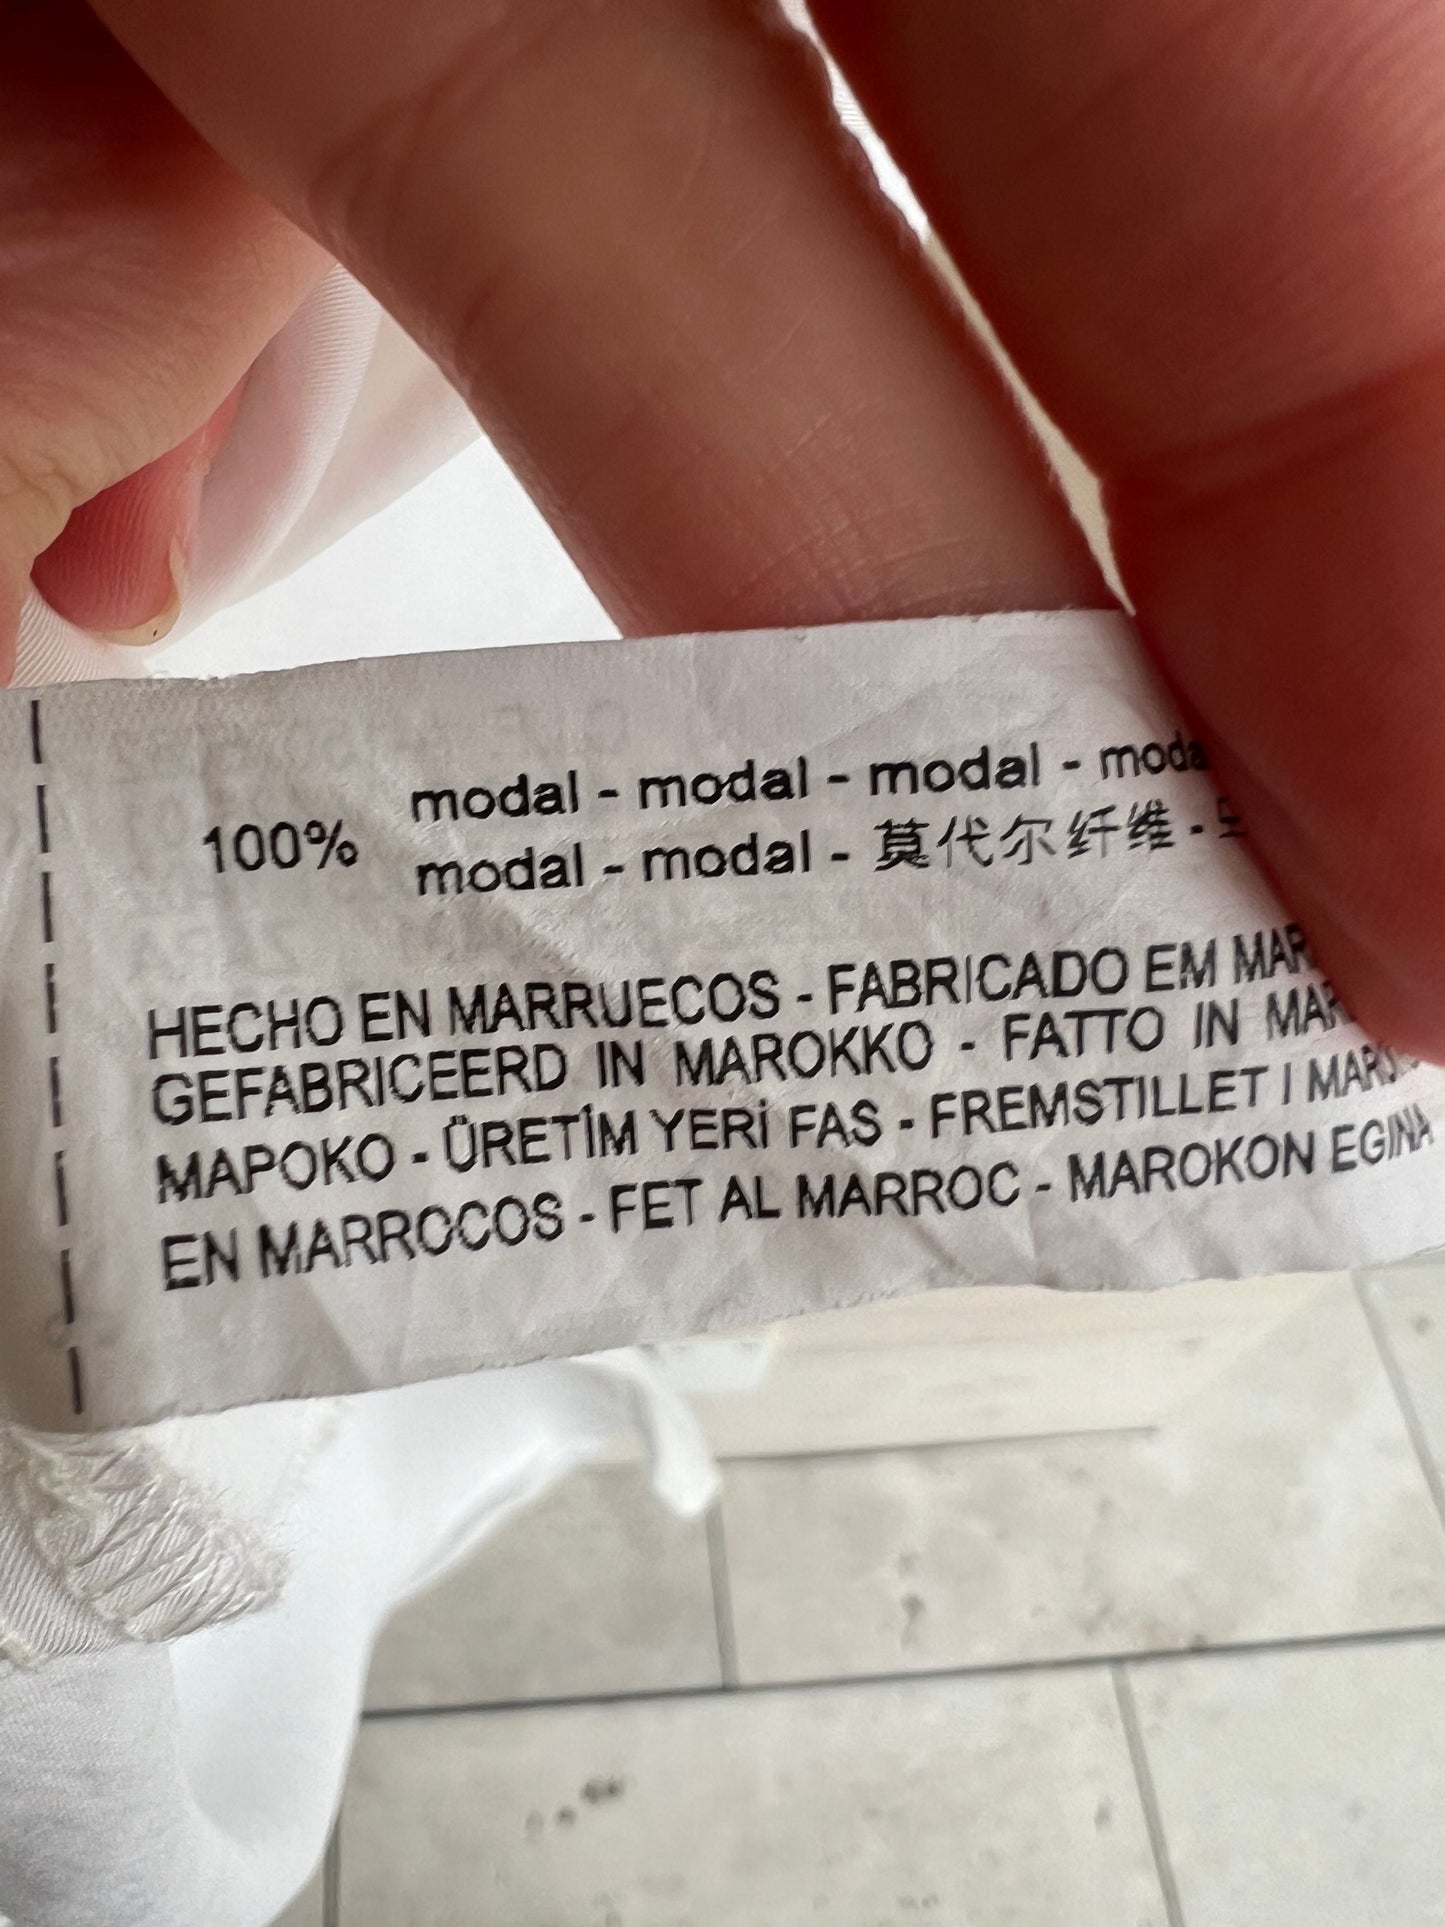 100%
modal - modal - modal -
modal - modal - 莫代尔纤维 -
HECHO EN MARRUECOS - FABRICADO EM
GEFABRICEERD IN MAROKKO - FATTO IN
MAPOKO - ÜRETİM YERİ FAS - FREMSTILLET I
EN MARROCOS - FET AL MARROC - MAROKON EGINA